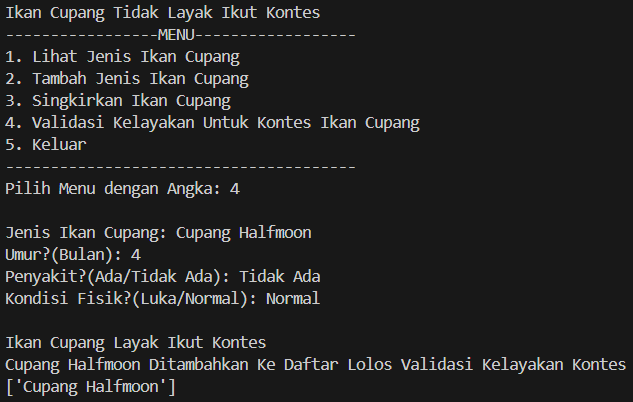 Ikan Cupang Tidak Layak Ikut Kontes
-----------------MENU------------------
1. Lihat Jenis Ikan Cupang
2. Tambah Jenis Ikan Cupang
3. Singkirkan Ikan Cupang
4. Validasi Kelayakan Untuk Kontes Ikan Cupang
5. Keluar
---------------------------------------
Pilih Menu dengan Angka: 4
Jenis Ikan Cupang: Cupang Halfmoon
Umur?(Bulan): 4
Penyakit?(Ada/Tidak Ada): Tidak Ada
Kondisi Fisik?(Luka/Normal): Normal
Ikan Cupang Layak Ikut Kontes
Cupang Halfmoon Ditambahkan Ke Daftar Lolos Validasi Kelayakan Kontes
['Cupang Halfmoon']